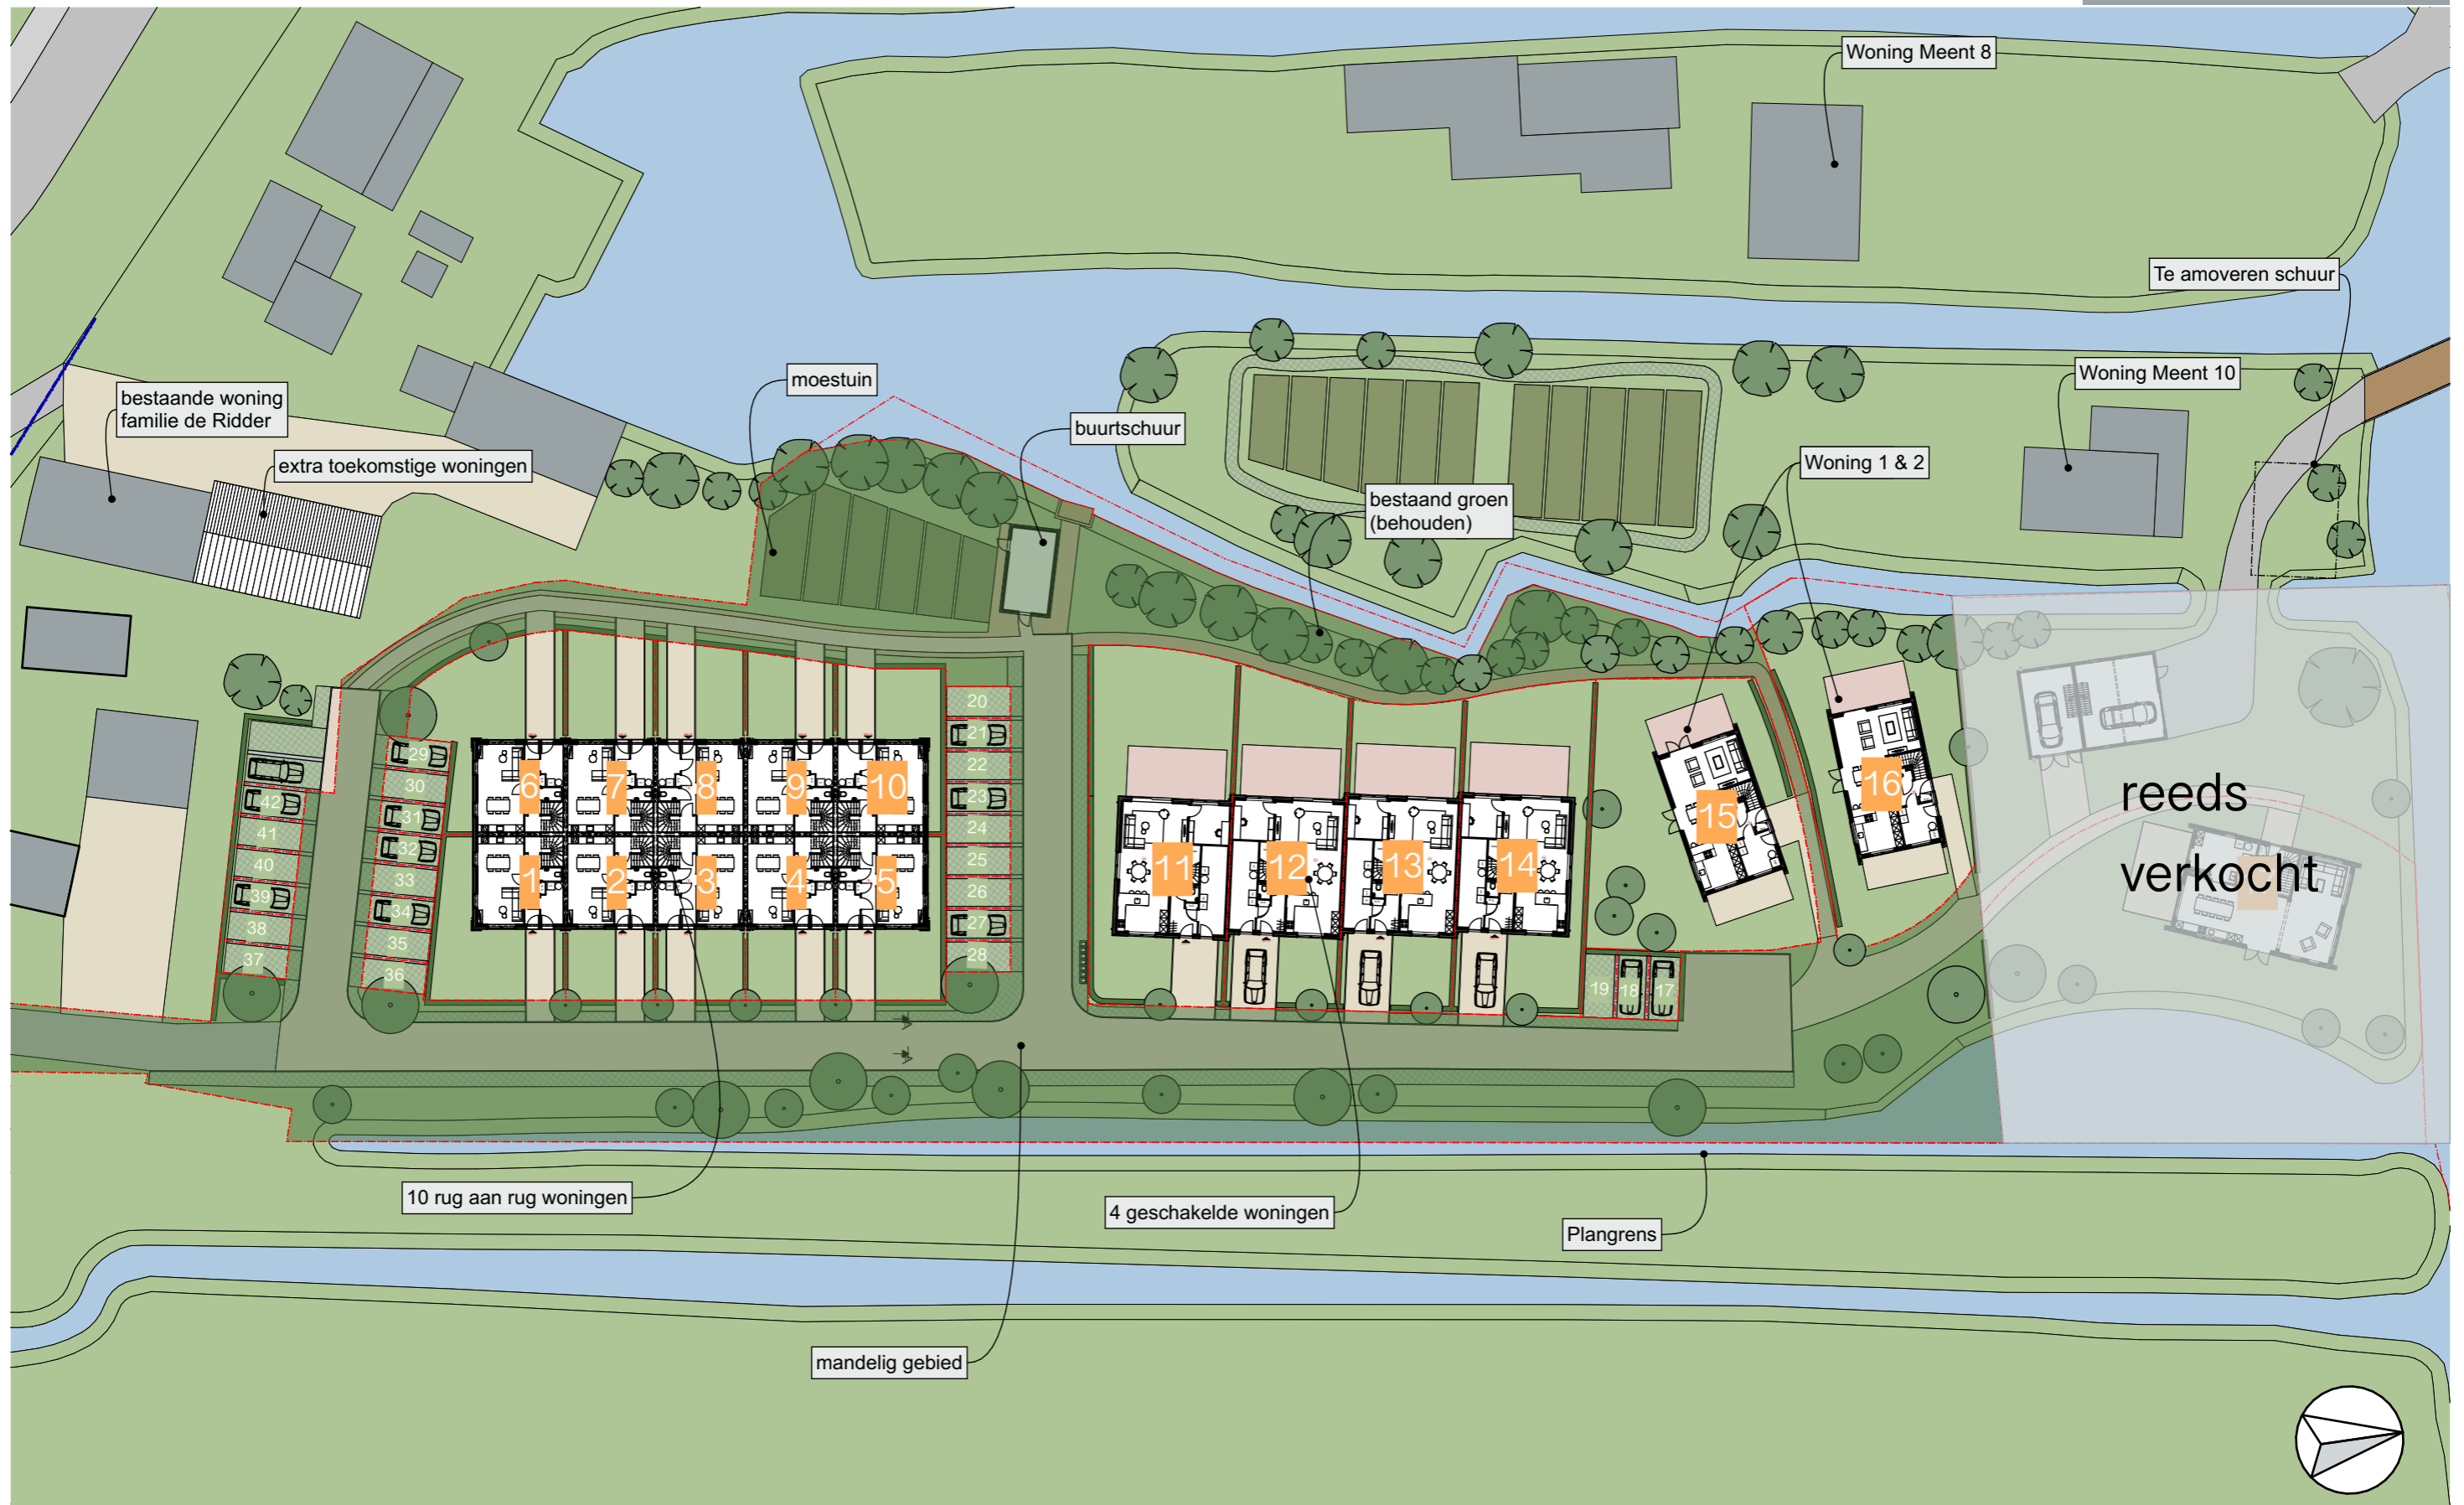 Woning Meent 8
Te amoveren schuur
moestuin
Woning Meent 10
bestaande woning
familie de Ridder
buurtschuur
extra toekomstige woningen
Woning 1 & 2
bestaand groen
(behouden)
20
21
22
23
24
25
26
27
28
29
30
31
32
33
34
35
36
42
41
40
39
38
37
6
7
8
9
10
1
2
3
4
5
11
12
13
14
15
16
19
18
17
reeds
verkocht
10 rug aan rug woningen
4 geschakelde woningen
Plangrens
mandelig gebied